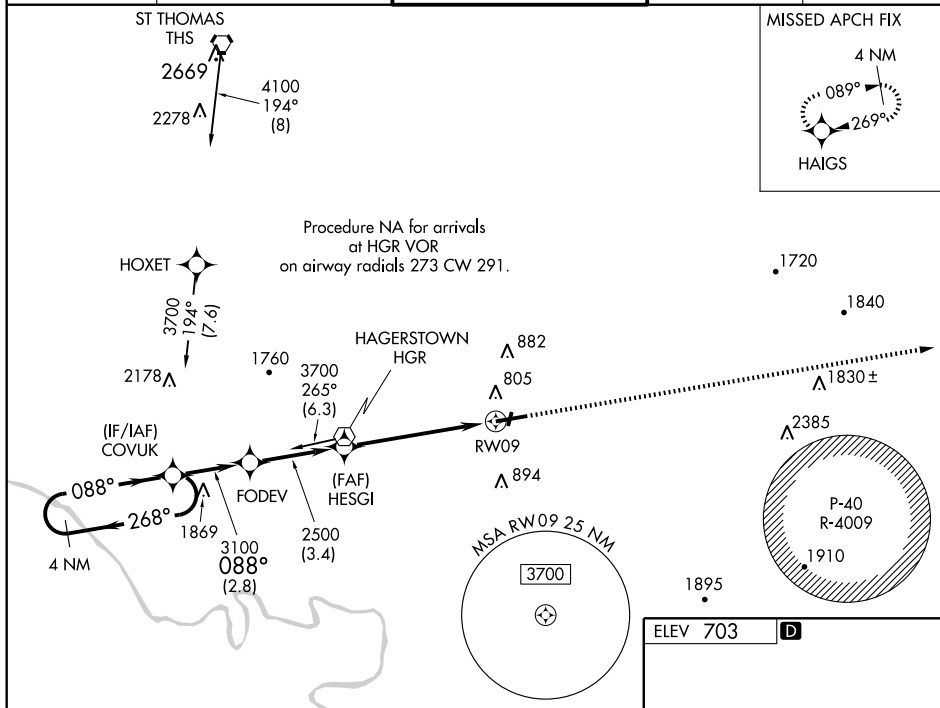 ST THOMAS
THS
2669
2278
4100
194°
(8)
MISSED APCH FIX
4 NM
089°
269°
HAIGS
Procedure NA for arrivals
at HGR VOR
on airway radials 273 CW 291.
HOXET
3700
194°
(7.6)
1720
1840
HAGERSTOWN
HGR
882
2178
1760
3700
265°
(6.3)
805
1830 ±
2385
(IF/IAF)
COVUK
RW09
088°
268°
4 NM
1869
FODEV
(FAF)
HESGI
894
3100
088°
(2.8)
2500
(3.4)
P-40
R-4009
1910
MSA RW09 25 NM
3700
1895
ELEV 703 D